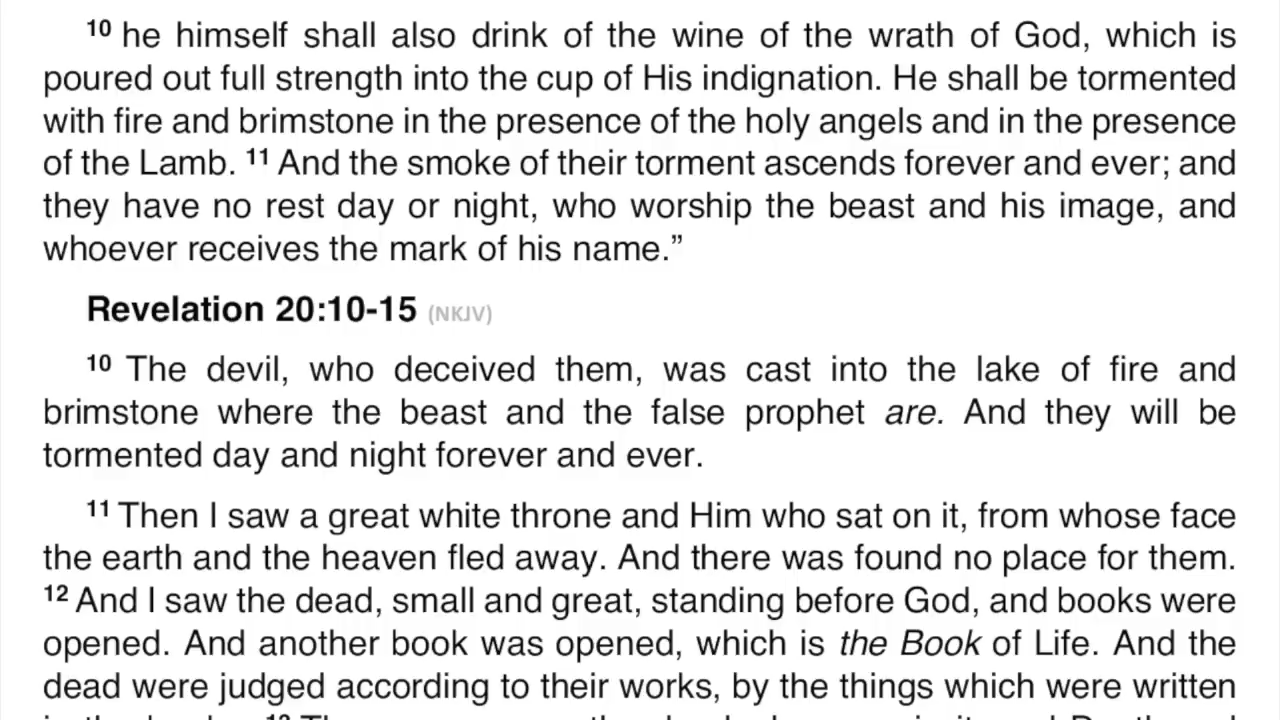 10 he himself shall also drink of the wine of the wrath of God, which is
poured out full strength into the cup of His indignation. He shall be tormented
with fire and brimstone in the presence of the holy angels and in the presence
of the Lamb. 11 And the smoke of their torment ascends forever and ever; and
they have no rest day or night, who worship the beast and his image, and
whoever receives the mark of his name.”
Revelation 20:10-15 (NKJV)
10 The devil, who deceived them, was cast into the lake of fire and
brimstone where the beast and the false prophet are. And they will be
tormented day and night forever and ever.
11 Then I saw a great white throne and Him who sat on it, from whose face
the earth and the heaven fled away. And there was found no place for them.
12 And I saw the dead, small and great, standing before God, and books were
opened. And another book was opened, which is the Book of Life. And the
dead were judged according to their works, by the things which were written